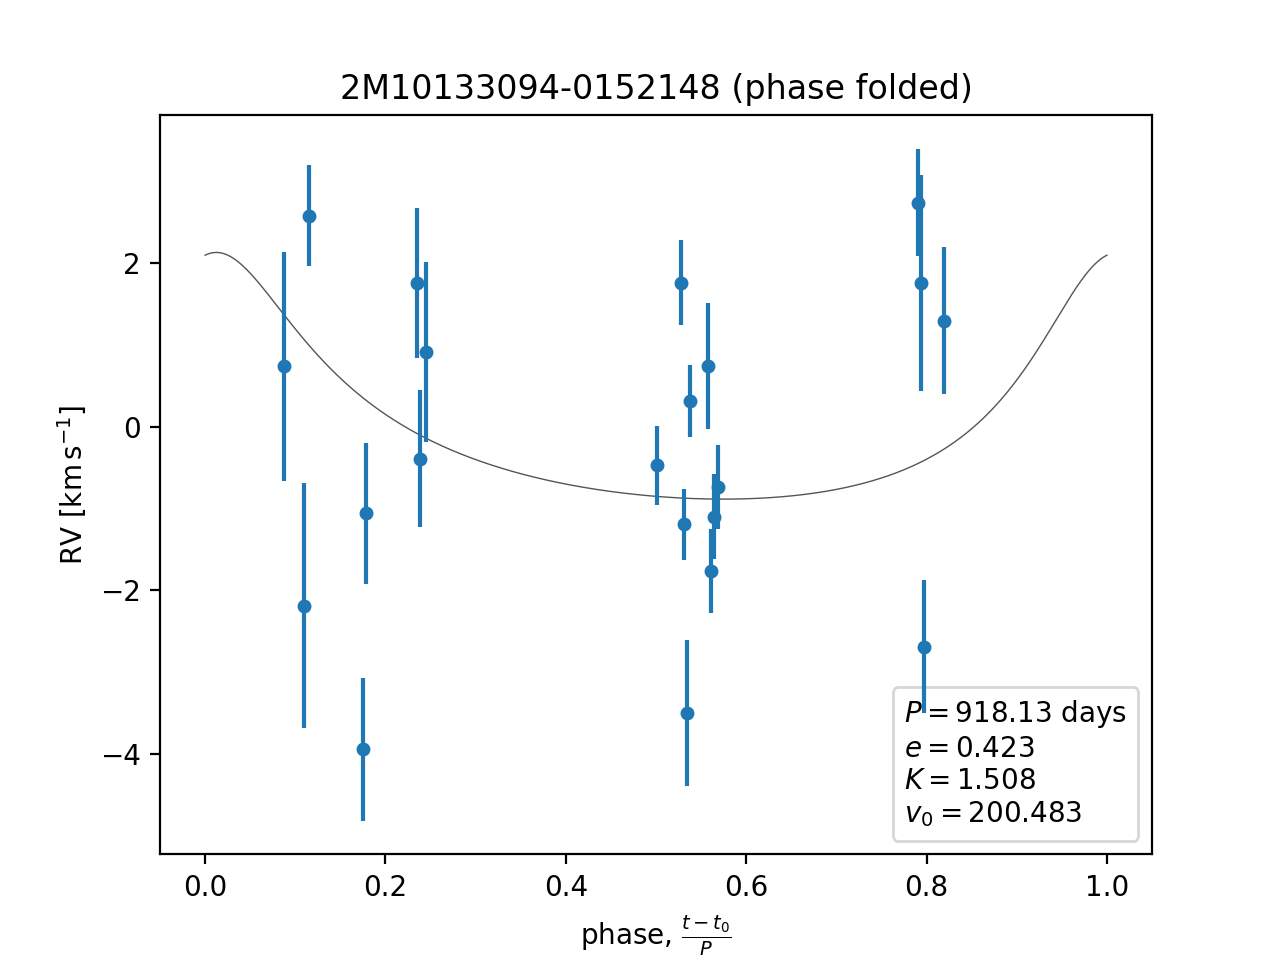 2M10133094-0152148 (phase folded)
RV [km s⁻¹]
2
0
−2
−4
P = 918.13 days
e = 0.423
K = 1.508
v₀ = 200.483
0.0 0.2 0.4 0.6 0.8 1.0
phase, (t − t₀)/P